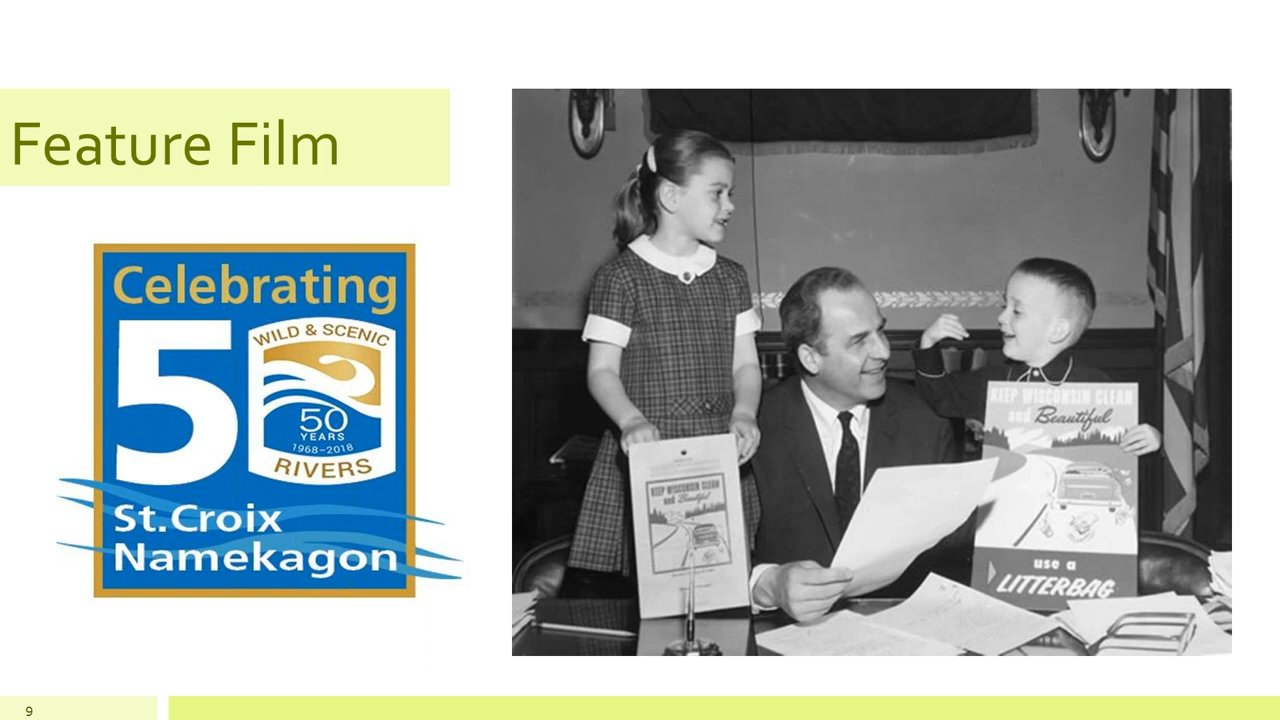 Feature Film
Celebrating
50
WILD & SCENIC
50
YEARS
1968–2018
RIVERS
St. Croix
Namekagon
KEEP WISCONSIN CLEAN
and Beautiful
KEEP WISCONSIN CLEAN
and Beautiful
use a
LITTERBAG
9